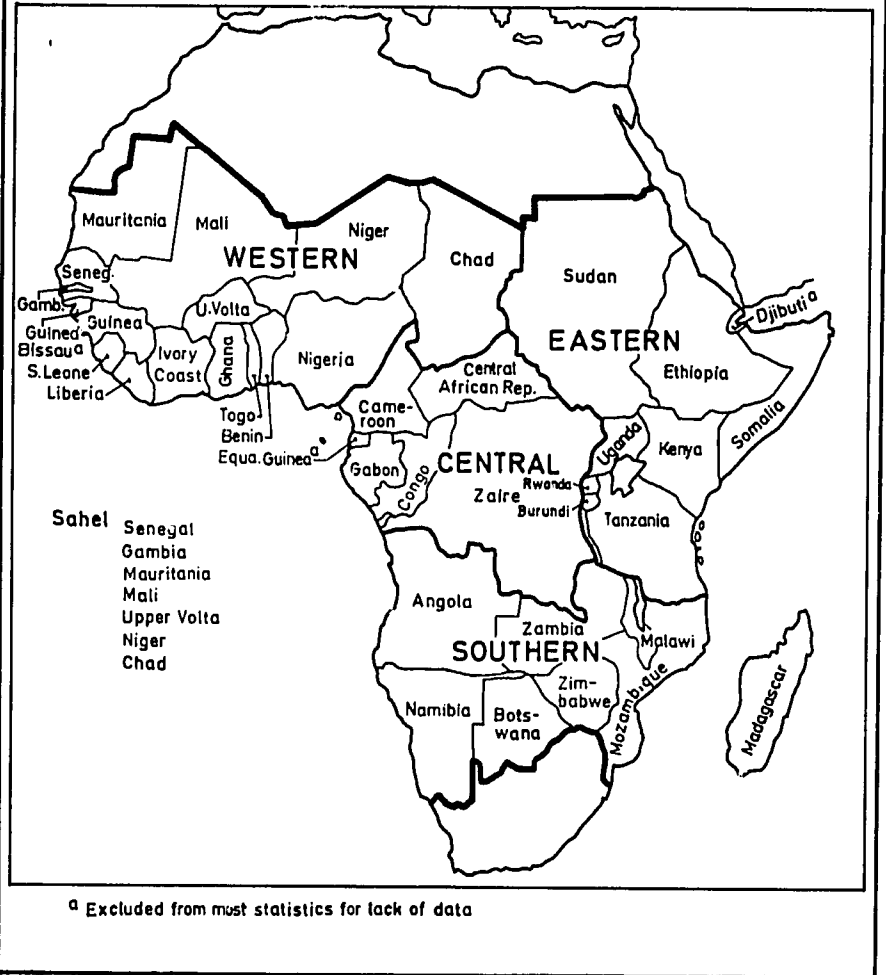 Mauritania
Mali
Niger
WESTERN
Chad
Sudan
Seneg.
Gamb.
U.Volta
Djibuti a
Guinea
Bissau a
Guinea
EASTERN
Ivory
Coast
Ghana
Nigeria
S.Leone
Liberia
Central
African Rep.
Ethiopia
Togo
Benin
Came-
roon
Somalia
Equa.Guinea a
Uganda
Kenya
Gabon
Congo
CENTRAL
Zaire
Rwanda
Burundi
Tanzania
Sahel
Senegal
Gambia
Mauritania
Mali
Upper Volta
Niger
Chad
Angola
Zambia
Malawi
SOUTHERN
Zim-
babwe
Mozambique
Madagascar
Namibia
Bots-
wana
a Excluded from most statistics for lack of data